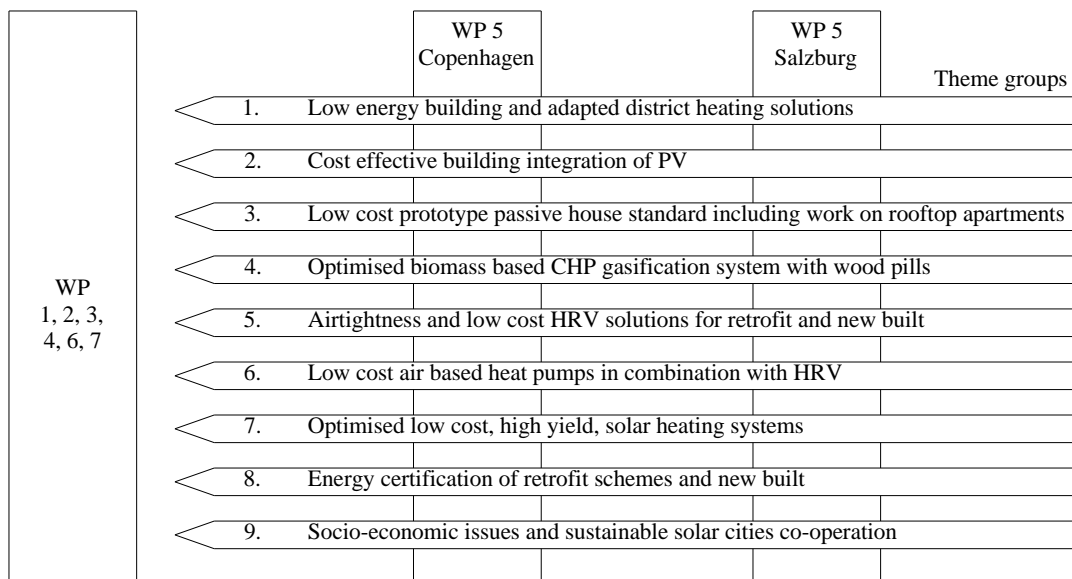 WP 5
Copenhagen
WP 5
Salzburg
Theme groups
1. Low energy building and adapted district heating solutions
2. Cost effective building integration of PV
3. Low cost prototype passive house standard including work on rooftop apartments
4. Optimised biomass based CHP gasification system with wood pills
WP
1, 2, 3,
4, 6, 7
5. Airtightness and low cost HRV solutions for retrofit and new built
6. Low cost air based heat pumps in combination with HRV
7. Optimised low cost, high yield, solar heating systems
8. Energy certification of retrofit schemes and new built
9. Socio-economic issues and sustainable solar cities co-operation